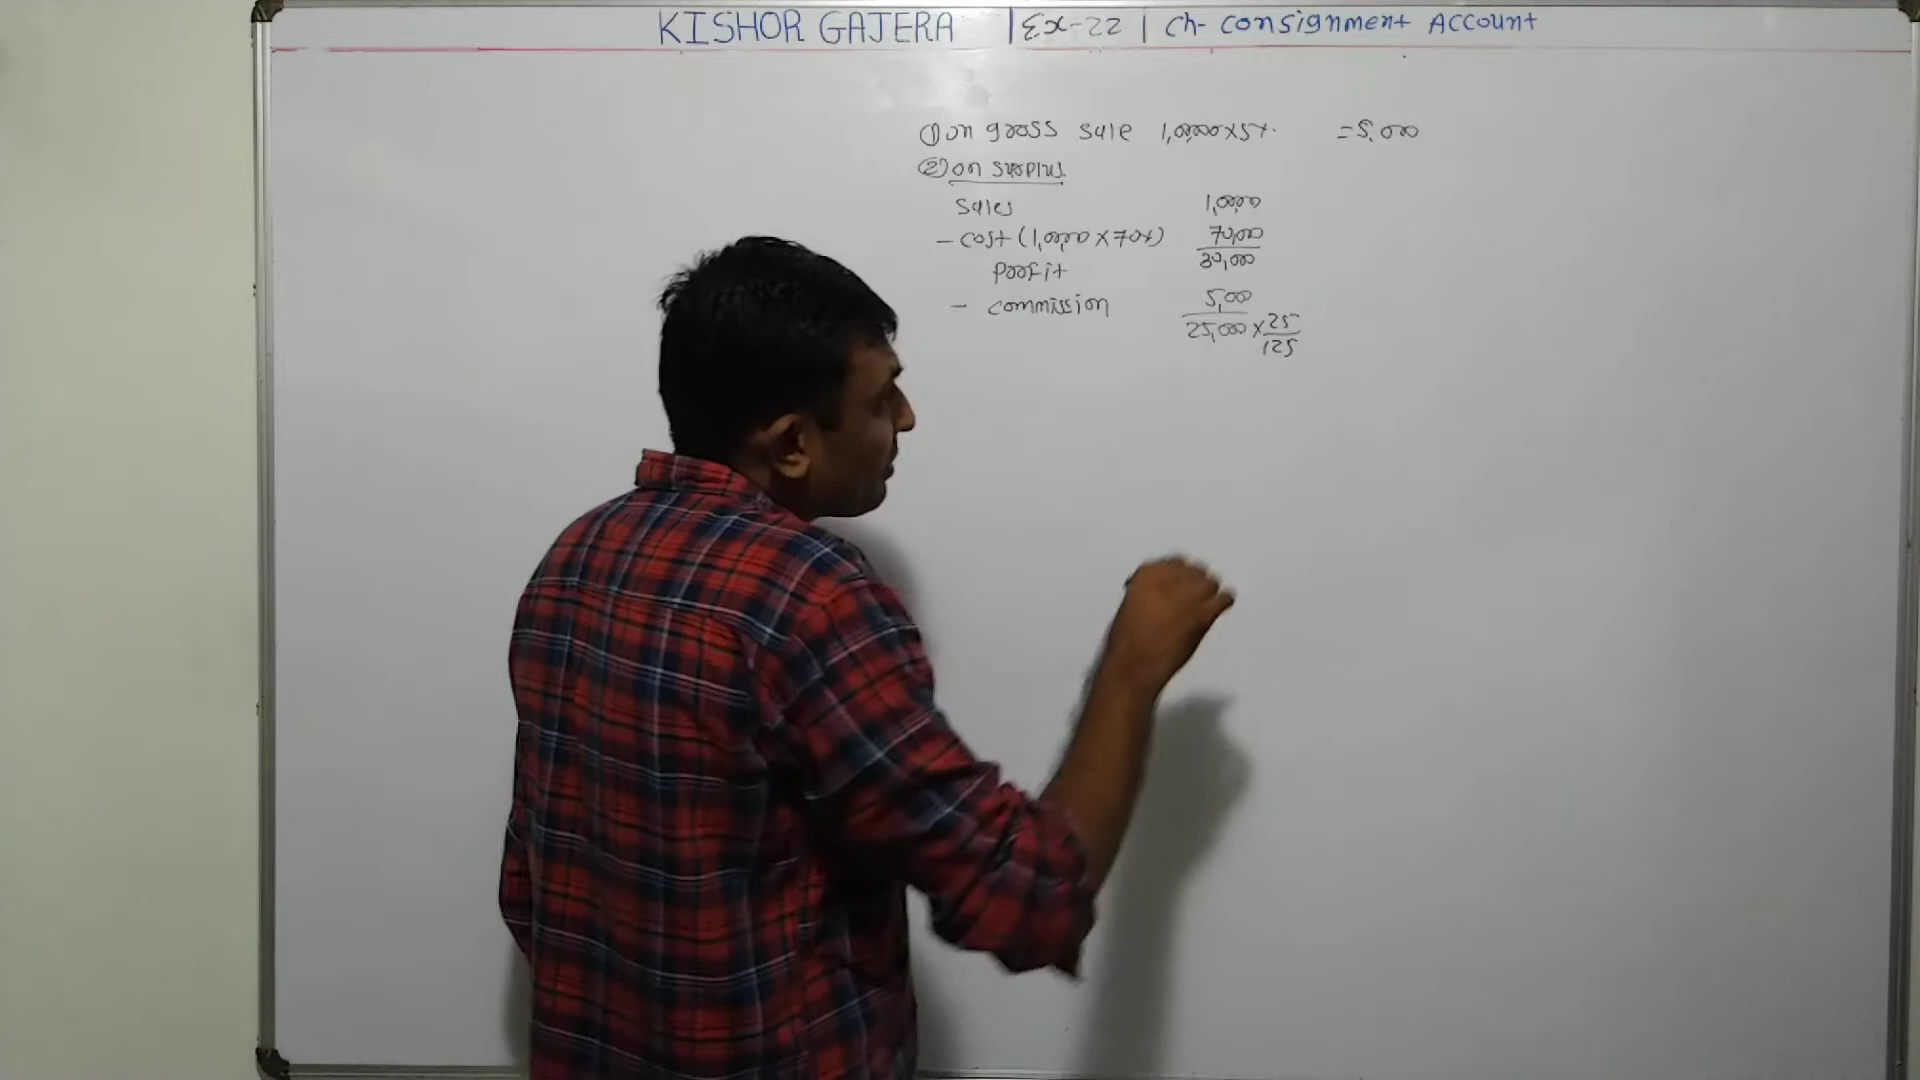 KISHOR GAJERA | Ex-22 | Ch- Consignment Account
① on gross sale 1,00,000 x 5% = 5,000
② on surplus
Sales 1,00,000
- cost (1,00,000 x 70%) 70,000
Profit 30,000
- commission 5,000
25,000 x 25/125